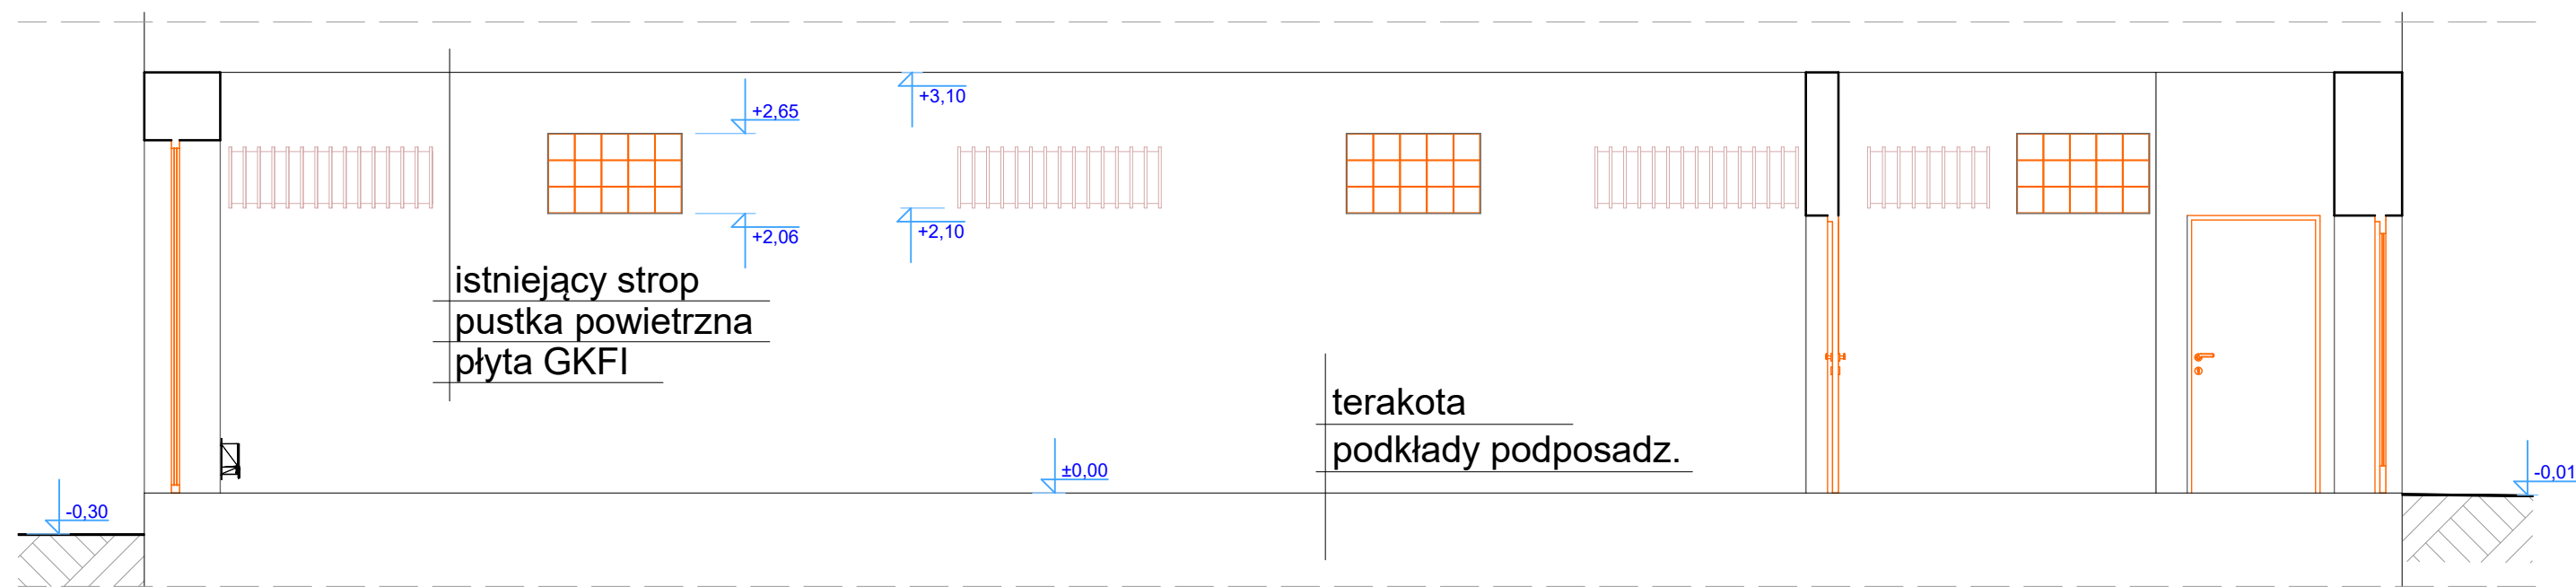 +2,65
+3,10
+2,06
+2,10
istniejący strop
pustka powietrzna
płyta GKFI
terakota
podkłady podposadz.
±0,00
-0,01
-0,30